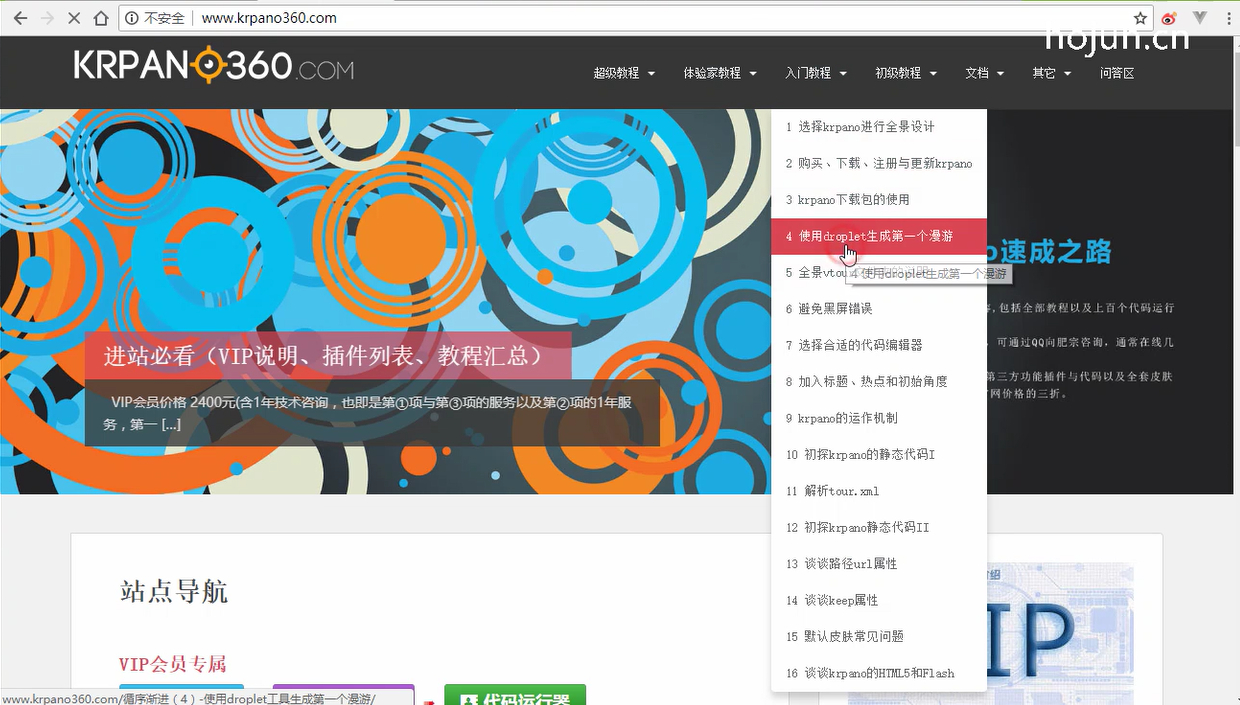 不安全 www.krpano360.com
hojun.cn
KRPANO360.COM
超级教程 体验家教程 入门教程 初级教程 文档 其它 问答区
1 选择krpano进行全景设计
2 购买、下载、注册与更新krpano
3 krpano下载包的使用
4 使用droplet生成第一个漫游
5 全景vtour
4 使用droplet生成第一个漫游
6 避免黑屏错误
7 选择合适的代码编辑器
8 加入标题、热点和初始角度
9 krpano的运作机制
10 初探krpano的静态代码I
11 解析tour.xml
12 初探krpano静态代码II
13 谈谈路径url属性
14 谈谈keep属性
15 默认皮肤常见问题
16 谈谈krpano的HTML5和Flash
o速成之路
,包括全部教程以及上百个代码运行
可通过QQ向肥宗咨询,通常在线几
第三方功能插件与代码以及全套皮肤
网价格的三折。
进站必看（VIP说明、插件列表、教程汇总）
VIP会员价格 2400元(含1年技术咨询，也即是第①项与第③项的服务以及第②项的1年服
务，第一 [...]
站点导航
VIP会员专属
代码运行器
IP
www.krpano360.com/循序渐进（4）-使用droplet工具生成第一个漫游/